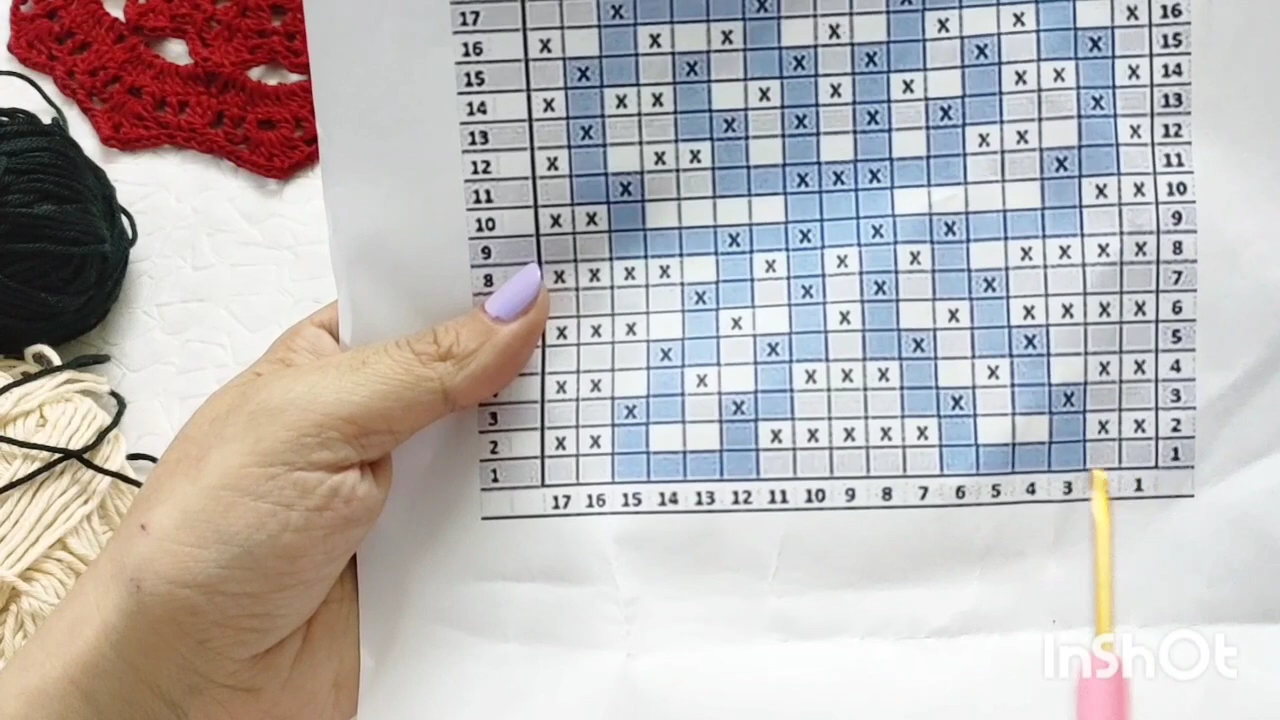 17 X X X
16 X X X X X X X 16
15 X X X X X X 15
14 X X X X X X X X X 14
13 X X X X X X 13
12 X X X X X X 12
11 X X X X X 11
10 X X X X 10
9 X X X X 9
8 X X X X X X X X X X X 8
X X X X 7
X X X X X X X X X X 6
X X X X 5
X X X X X X X X X 4
3 X X X X 3
2 X X X X X X X X X 2
1 1
17 16 15 14 13 12 11 10 9 8 7 6 5 4 3 1
InShOt